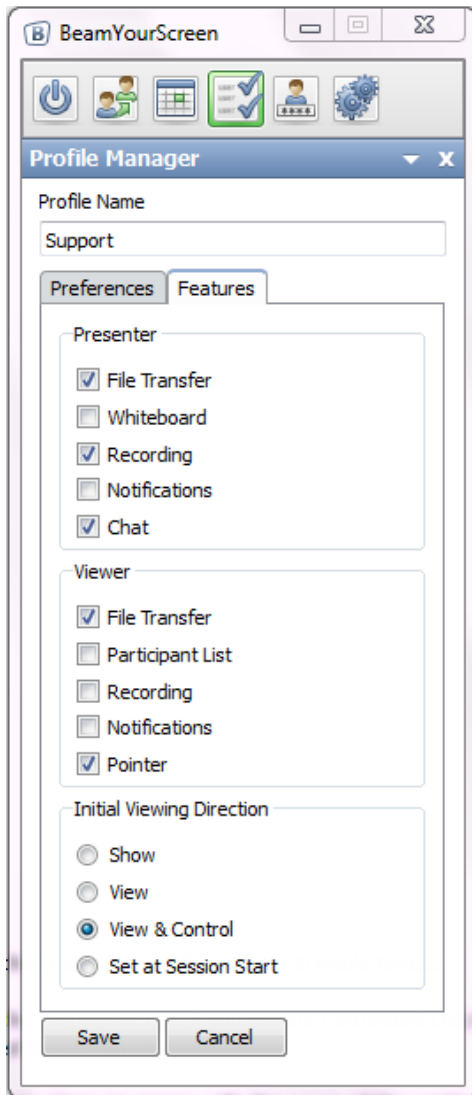 BeamYourScreen
Profile Manager
Profile Name
Support
Preferences Features
Presenter
File Transfer
Whiteboard
Recording
Notifications
Chat
Viewer
File Transfer
Participant List
Recording
Notifications
Pointer
Initial Viewing Direction
Show
View
View & Control
Set at Session Start
Save Cancel